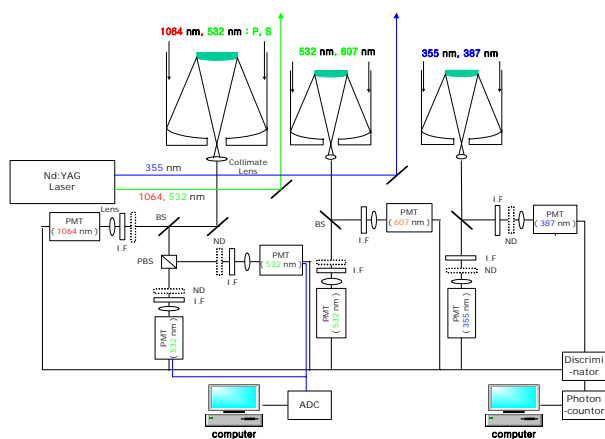 1064 nm, 532 nm : P, S
532 nm, 607 nm
355 nm, 387 nm
Collimate
Lens
355 nm
Nd:YAG
Laser
1064, 532 nm
Lens
BS
I.F
PMT
( 1064 nm )
I.F
PBS
ND
I.F
PMT
( 532 nm )
ND
I.F
PMT
( 532 nm )
BS
PMT
( 607 nm )
I.F
PMT
( 532 nm )
I.F
ND
PMT
( 387 nm )
I.F
ND
PMT
( 355 nm )
Discrimi
-nator
Photon
-countor
ADC
computer
computer